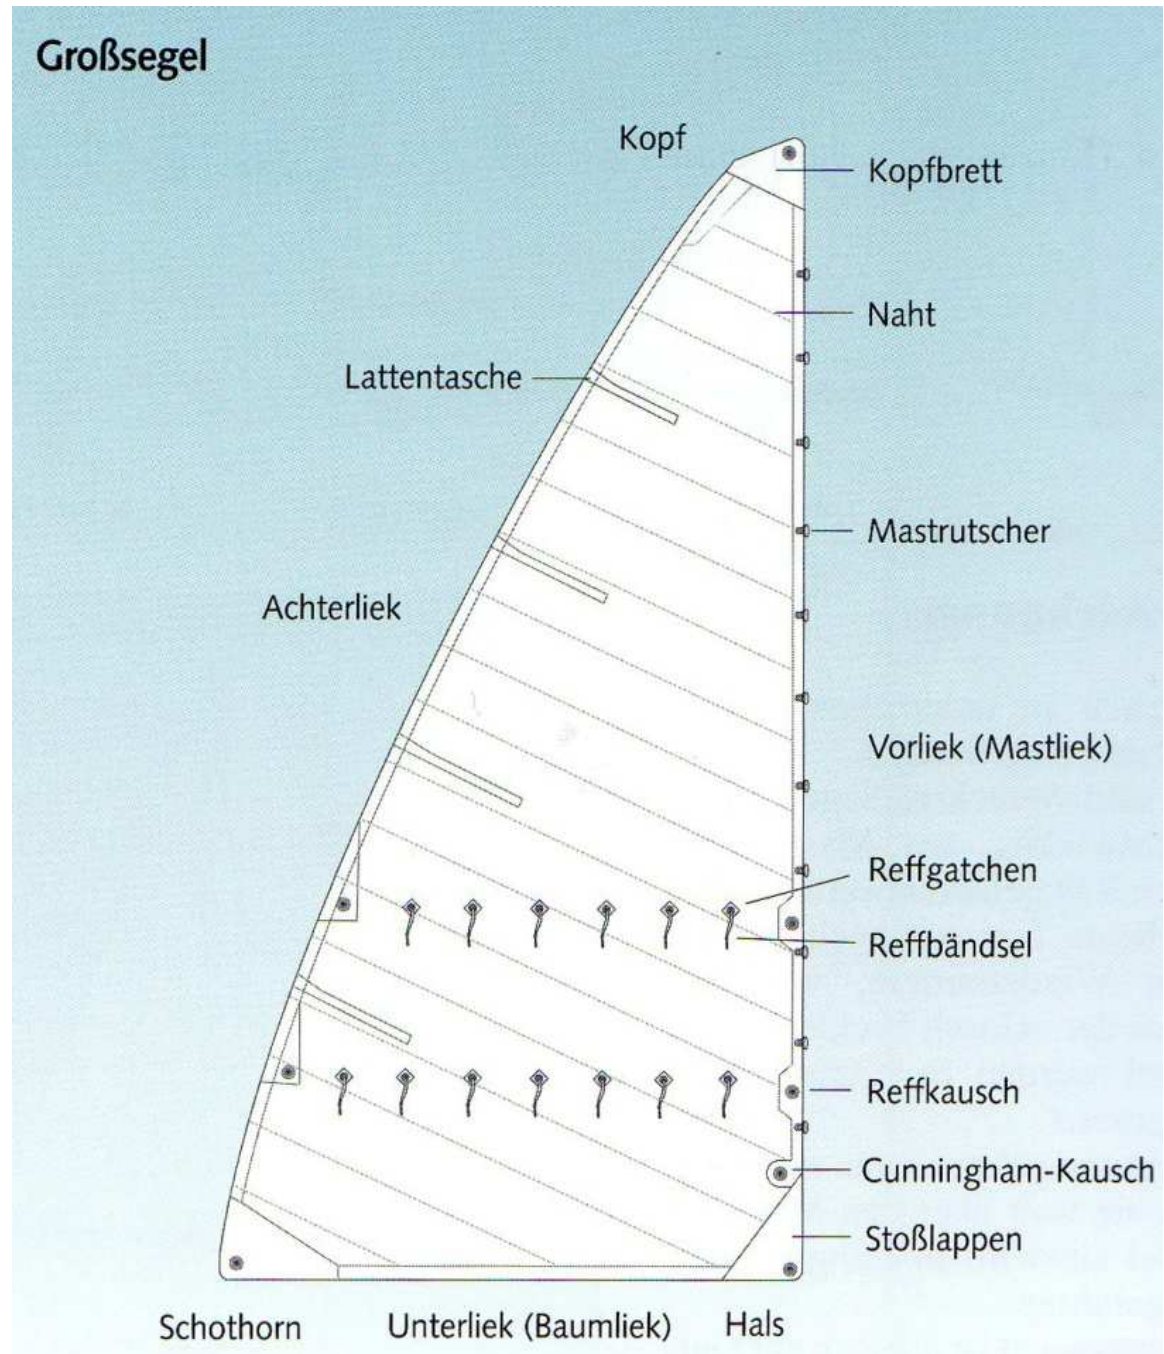 Großsegel
Kopf
Kopfbrett
Naht
Lattentasche
Mastrutscher
Achterliek
Vorliek (Mastliek)
Reffgatchen
Reffbändsel
Reffkausch
Cunningham-Kausch
Stoßlappen
Schothorn
Unterliek (Baumliek)
Hals